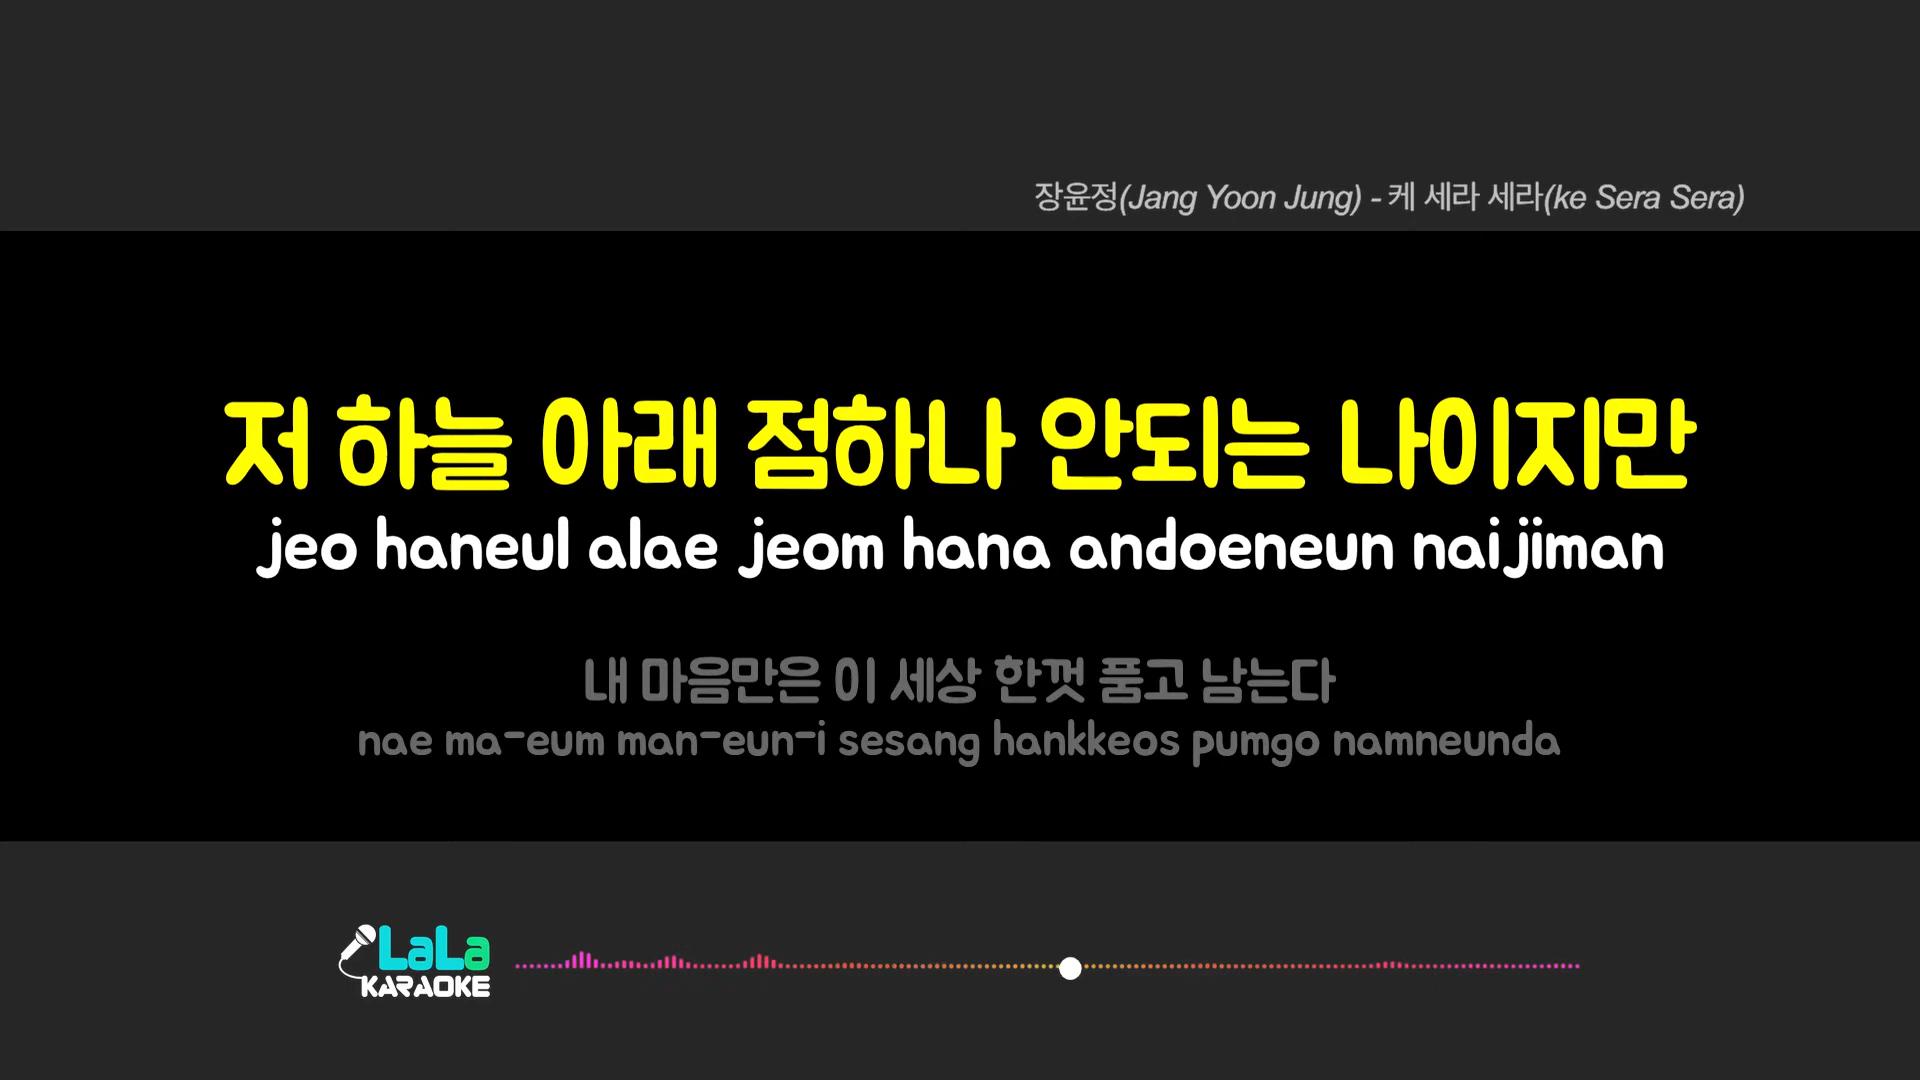 장윤정(Jang Yoon Jung) - 케 세라 세라(ke Sera Sera)
저 하늘 아래 점하나 안되는 나이지만
jeo haneul alae jeom hana andoeneun naijiman
내 마음만은 이 세상 한껏 품고 남는다
nae ma-eum man-eun-i sesang hankkeos pumgo namneunda
LaLa
KARAOKE